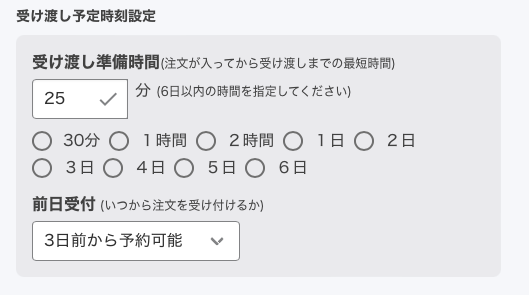 受け渡し予定時刻設定
受け渡し準備時間(注文が入ってから受け渡しまでの最短時間)
25 分 (6日以内の時間を指定してください)
30分 1時間 2時間 1日 2日
3日 4日 5日 6日
前日受付 (いつから注文を受け付けるか)
3日前から予約可能